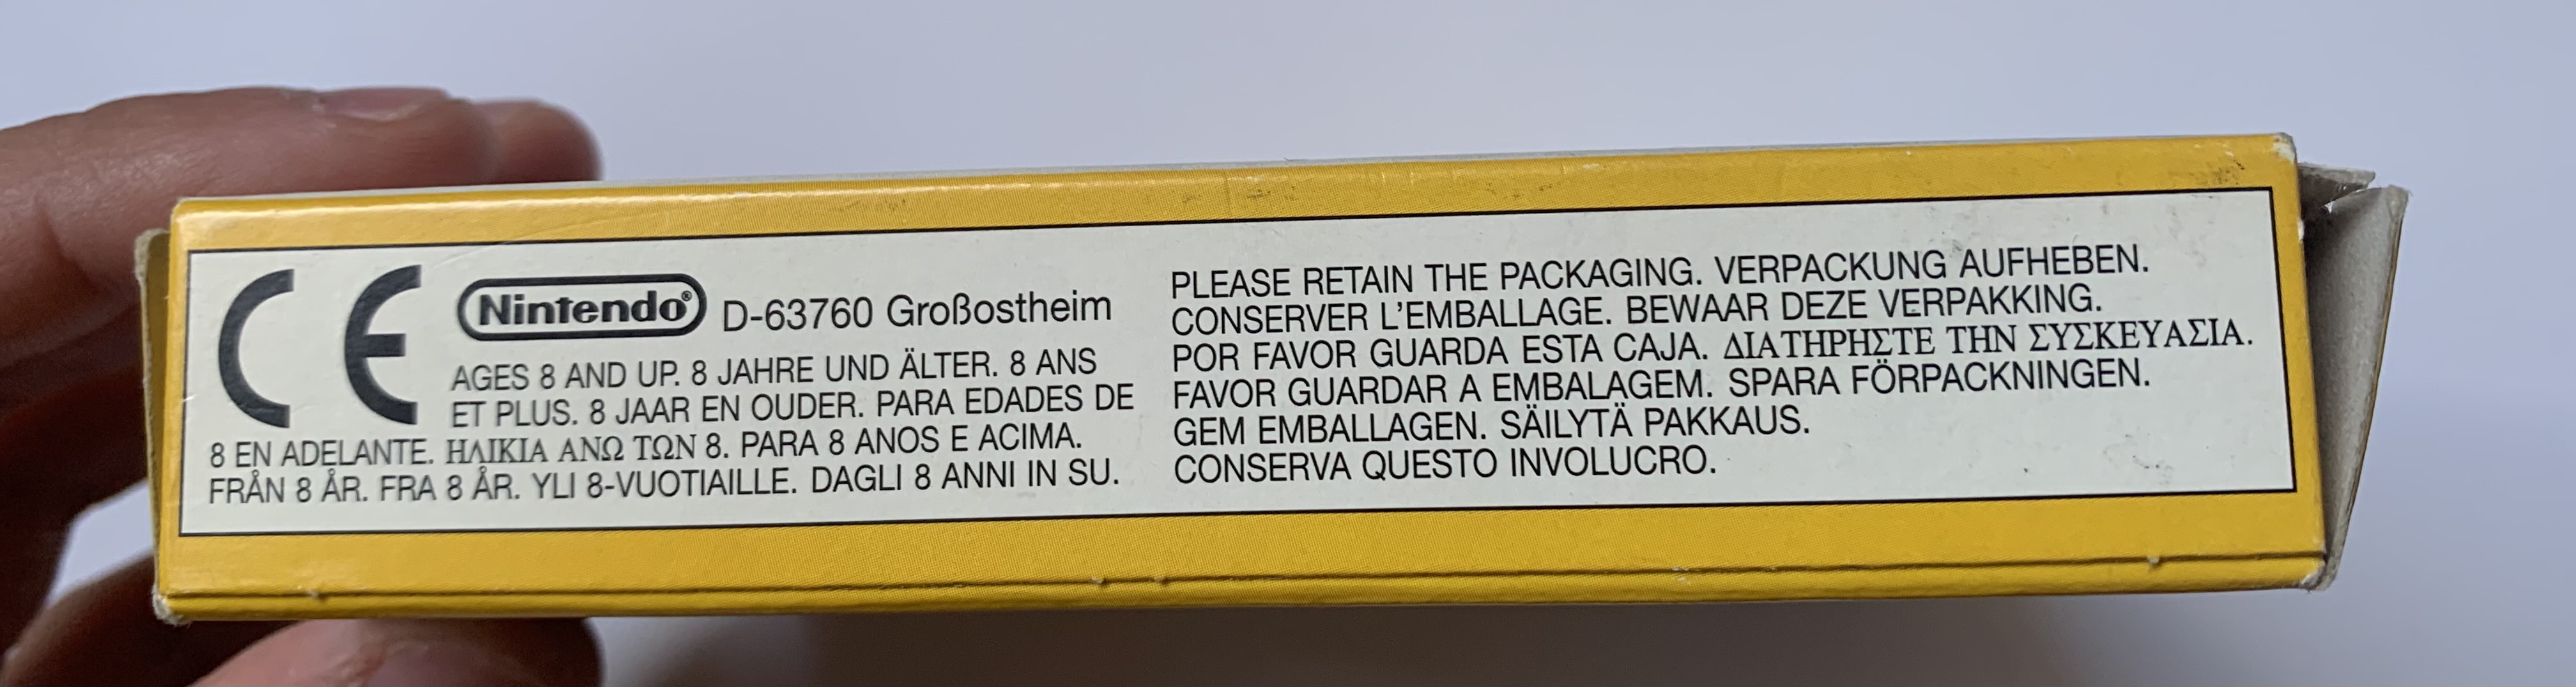 CE
Nintendo® D-63760 Großostheim
AGES 8 AND UP. 8 JAHRE UND ÄLTER. 8 ANS
ET PLUS. 8 JAAR EN OUDER. PARA EDADES DE
8 EN ADELANTE. ΗΛΙΚΙΑ ΑΝΩ ΤΩΝ 8. PARA 8 ANOS E ACIMA.
FRÅN 8 ÅR. FRA 8 ÅR. YLI 8-VUOTIAILLE. DAGLI 8 ANNI IN SU.
PLEASE RETAIN THE PACKAGING. VERPACKUNG AUFHEBEN.
CONSERVER L'EMBALLAGE. BEWAAR DEZE VERPAKKING.
POR FAVOR GUARDA ESTA CAJA. ΔΙΑΤΗΡΗΣΤΕ ΤΗΝ ΣΥΣΚΕΥΑΣΙΑ.
FAVOR GUARDAR A EMBALAGEM. SPARA FÖRPACKNINGEN.
GEM EMBALLAGEN. SÄILYTÄ PAKKAUS.
CONSERVA QUESTO INVOLUCRO.